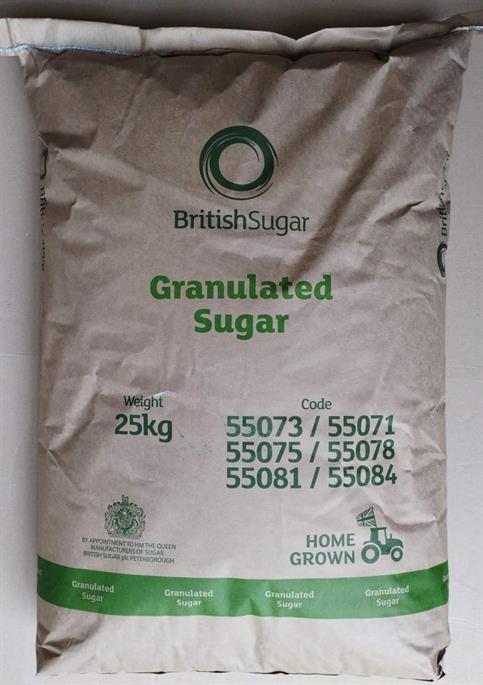 BritishSugar
Granulated
Sugar
Weight
25kg
Code
55073 / 55071
55075 / 55078
55081 / 55084
BY APPOINTMENT TO HM THE QUEEN
MANUFACTURERS OF SUGAR
BRITISH SUGAR plc PETERBOROUGH
HOME
GROWN
Granulated
Sugar
Granulated
Sugar
Granulated
Sugar
Granulated
Sugar